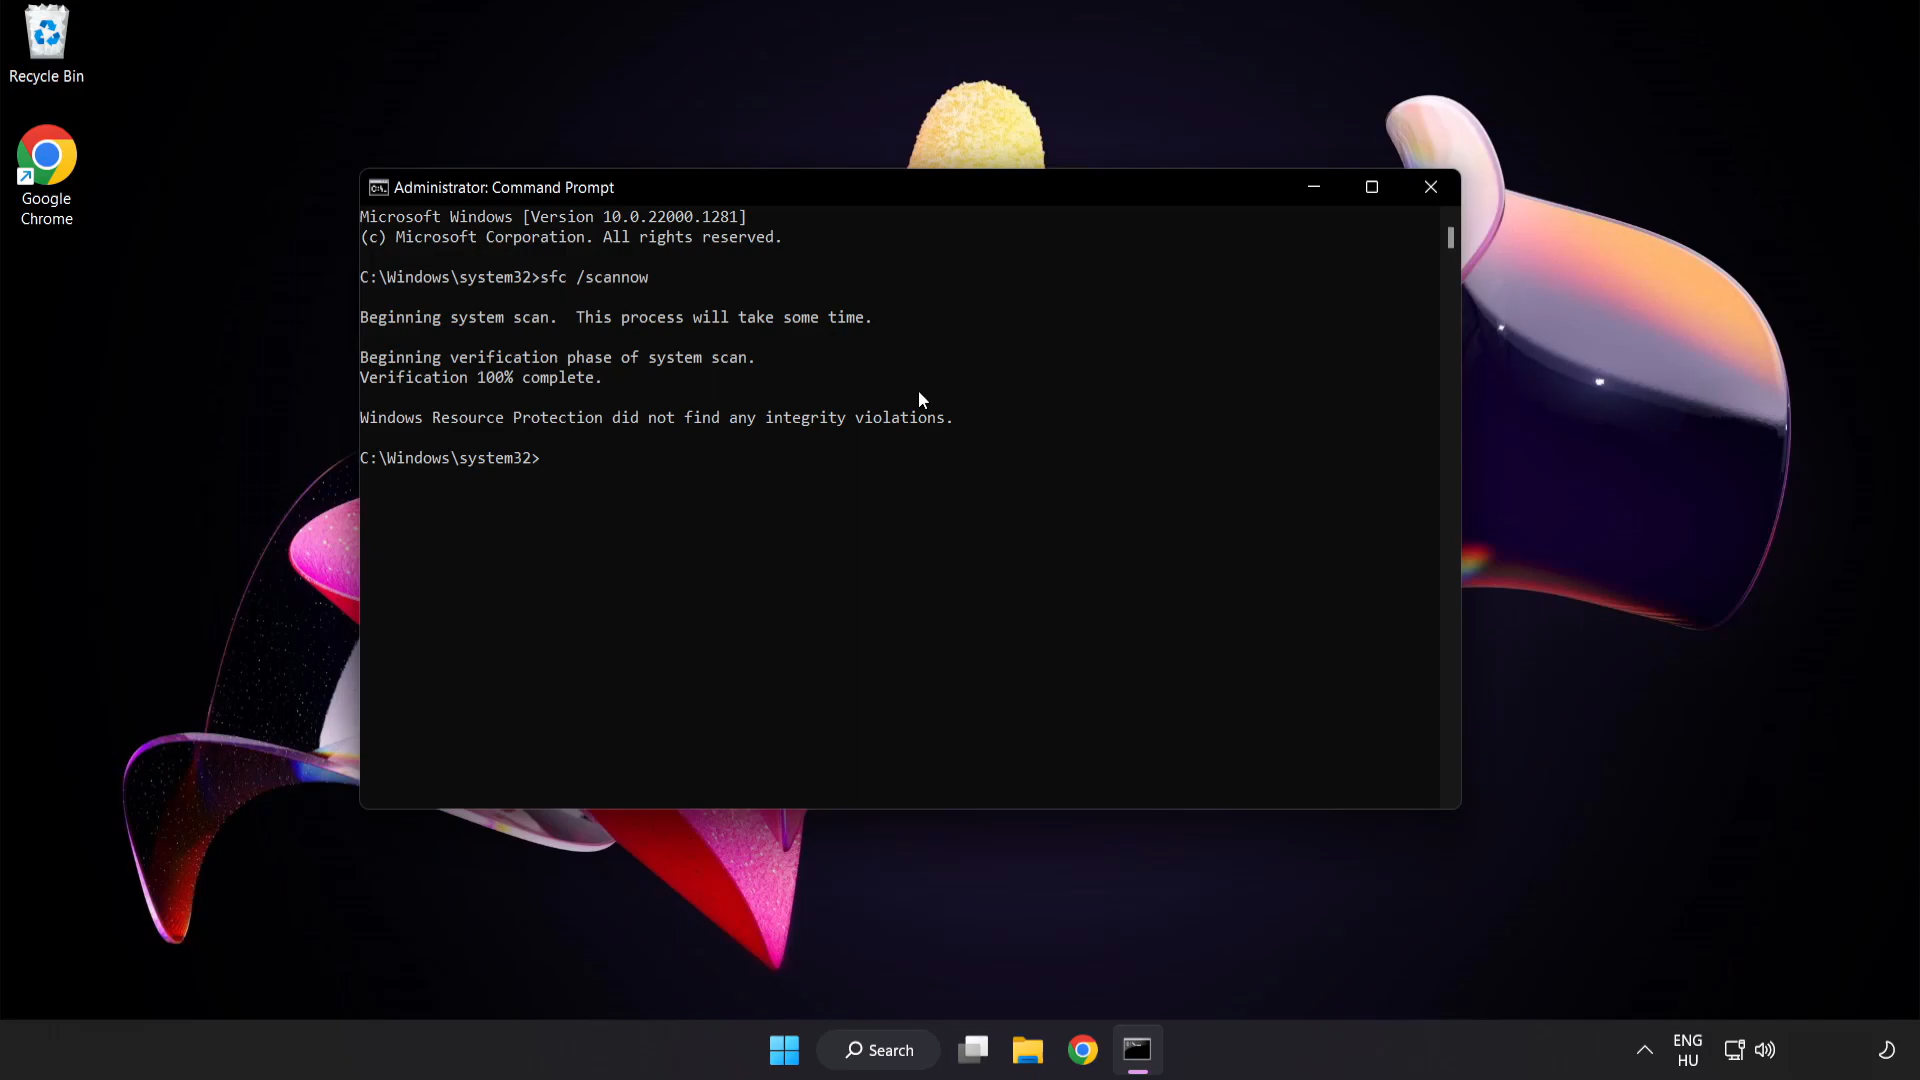 Recycle Bin
Google
Chrome
Administrator: Command Prompt
Microsoft Windows [Version 10.0.22000.1281]
(c) Microsoft Corporation. All rights reserved.
C:\Windows\system32>sfc /scannow
Beginning system scan.  This process will take some time.
Beginning verification phase of system scan.
Verification 100% complete.
Windows Resource Protection did not find any integrity violations.
C:\Windows\system32>
Search
ENG
HU